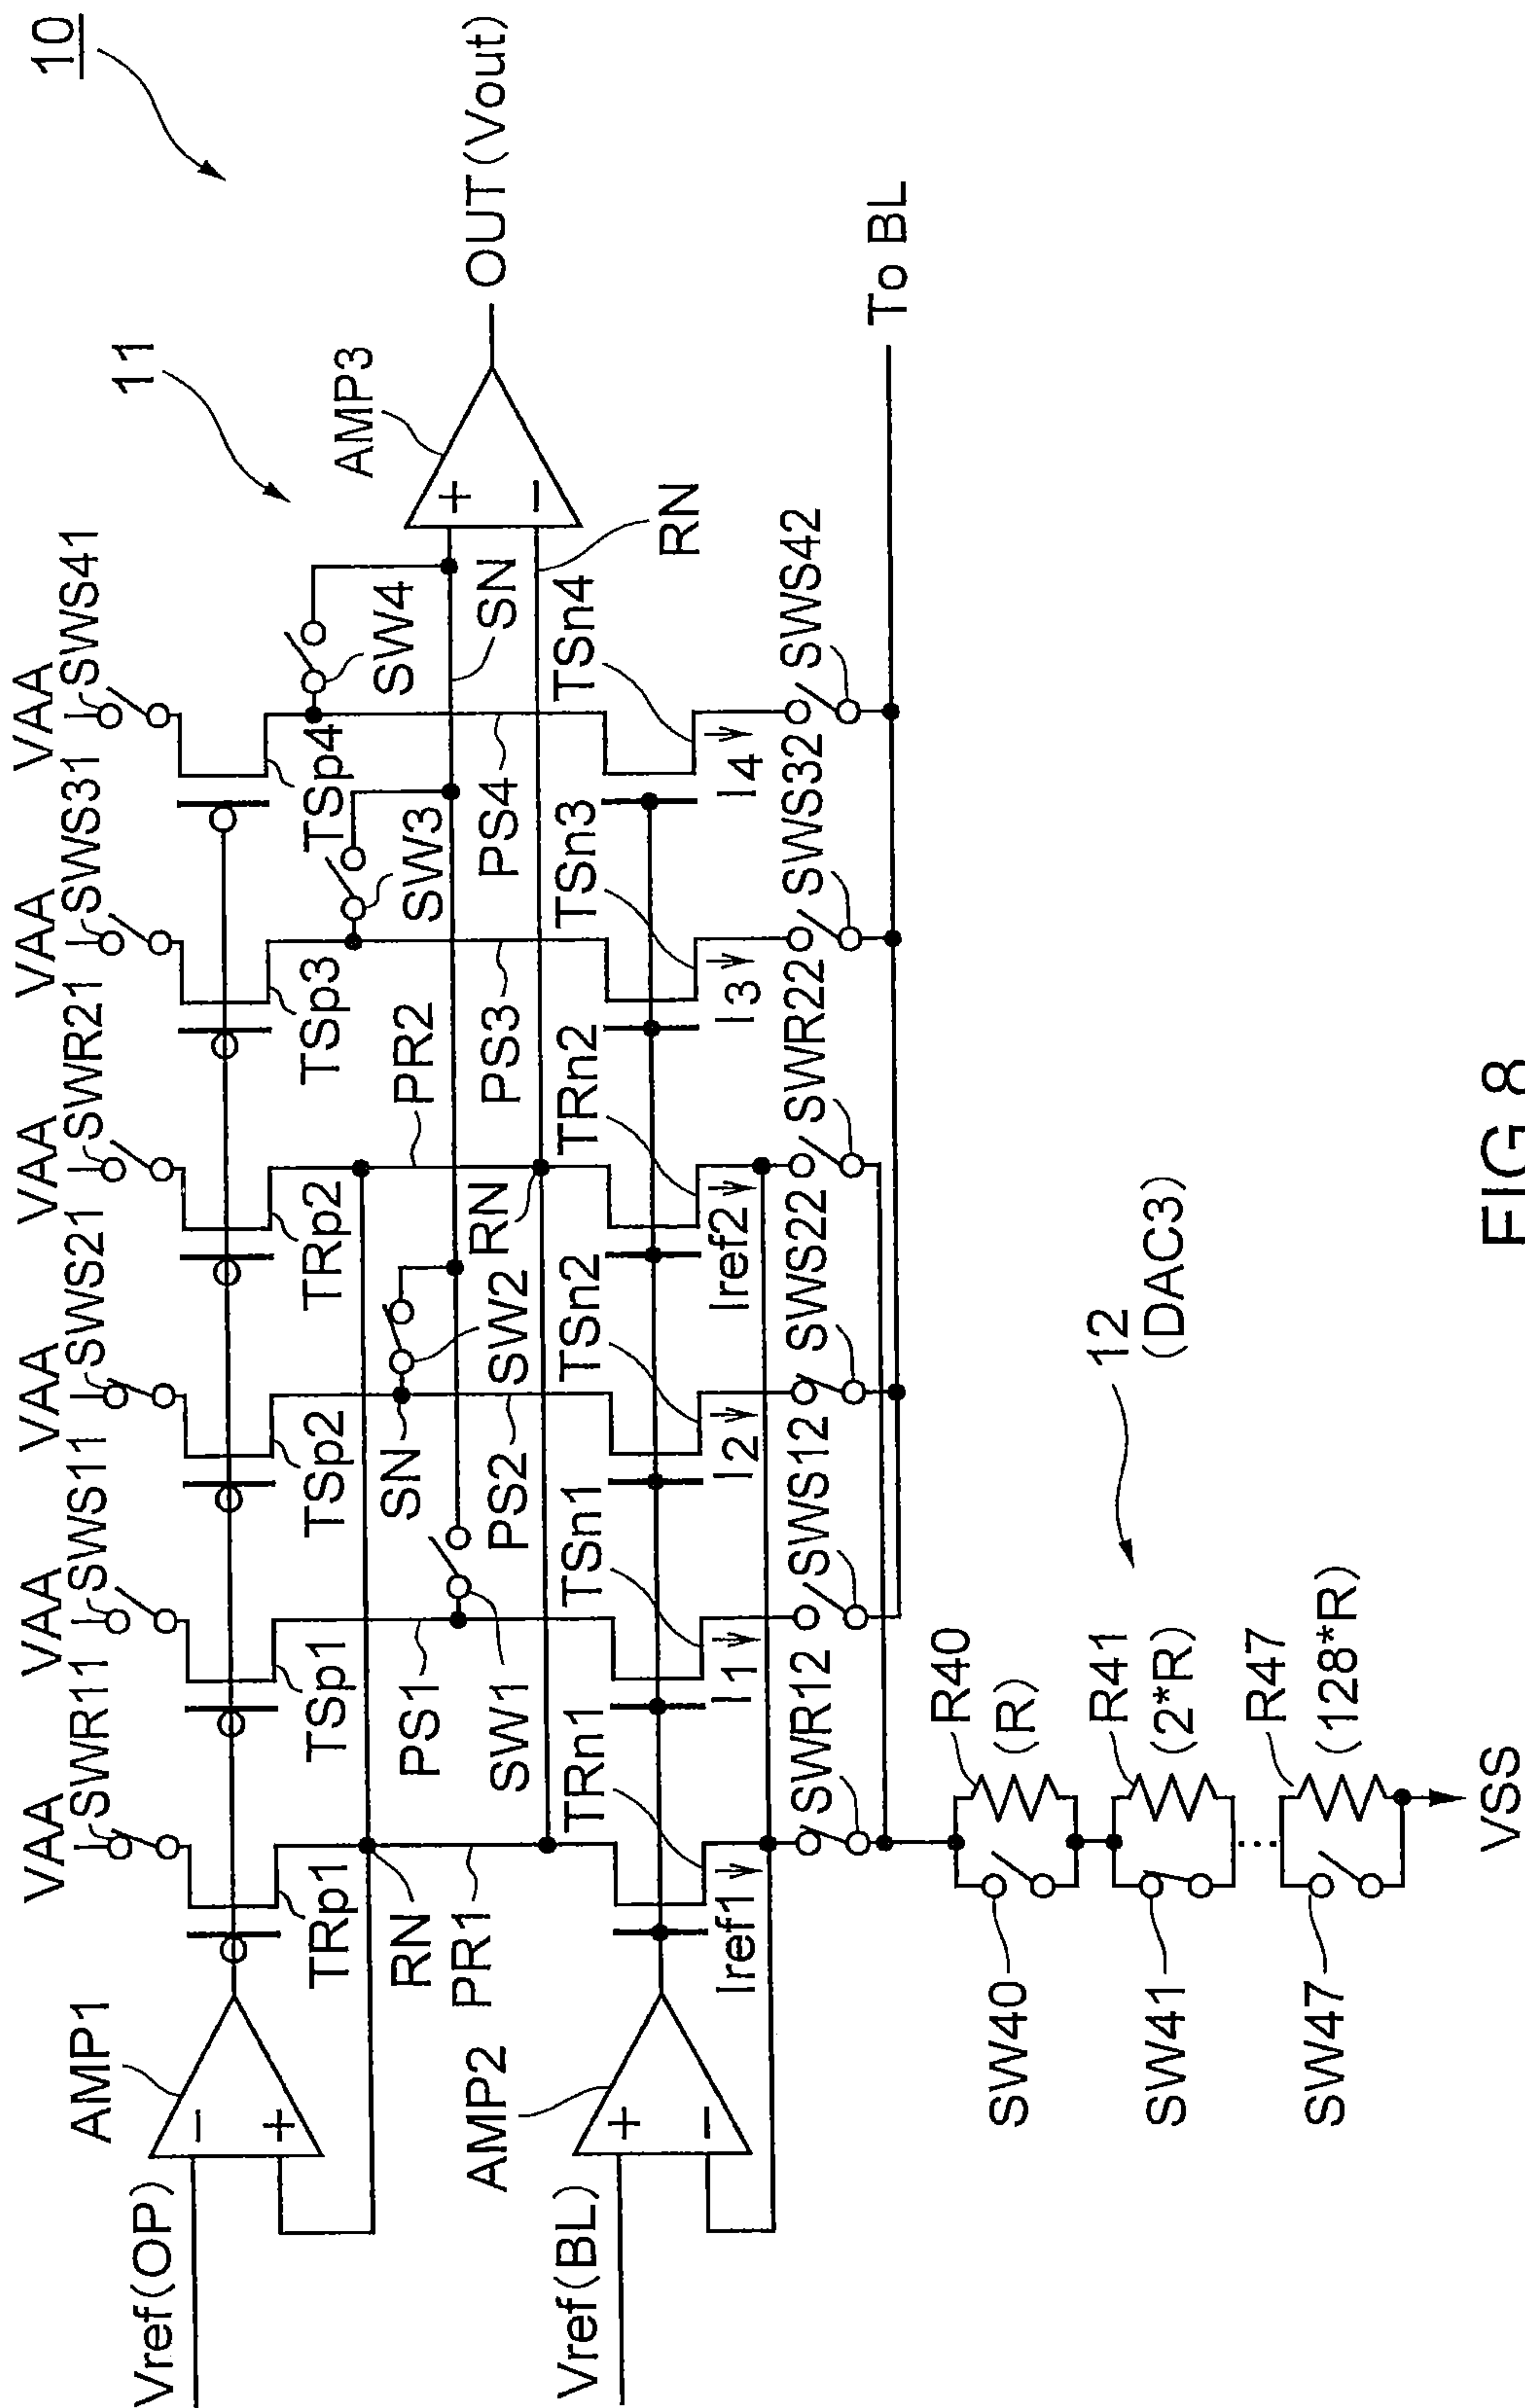 10
11
VAA
VAA
VAA
VAA
VAA
VAA
SWR11
SWS11
SWS21
SWR21
SWS31
SWS41
AMP1
Vref(OP)
−
+
TRp1
TSp1
TSp2
TRp2
TSp3
TSp4
RN
PR1
PS1
SW1
SN
PS2
SW2
RN
PR2
PS3
SW3
PS4
SW4
SN
RN
AMP3
+
−
OUT(Vout)
AMP2
Vref(BL)
+
−
TRn1
TSn1
TSn2
TRn2
TSn3
TSn4
Iref1
I1
I2
Iref2
I3
I4
SWR12
SWS12
SWS22
SWR22
SWS32
SWS42
To BL
SW40
R40
(R)
SW41
R41
(2*R)
SW47
R47
(128*R)
VSS
12
(DAC3)
FIG.8